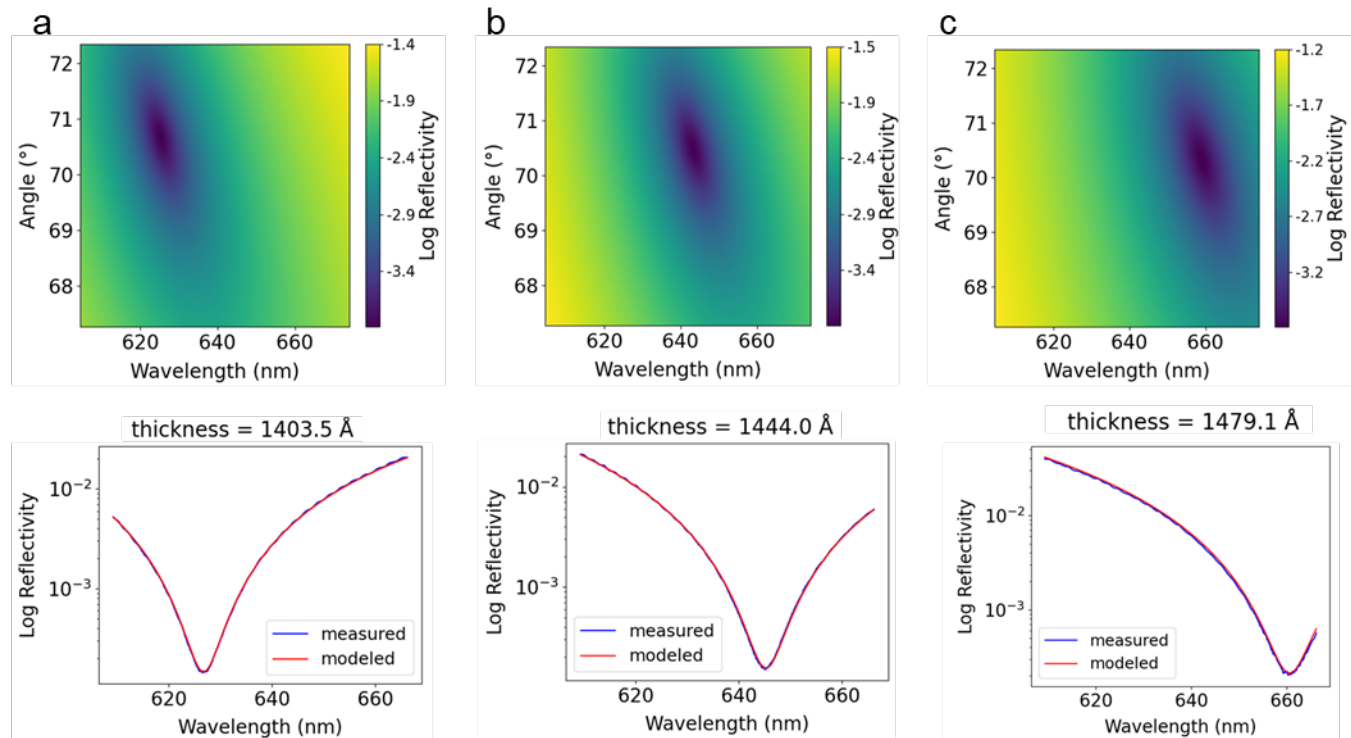 a
b
c
72
71
70
69
68
Angle (°)
620
640
660
Wavelength (nm)
-1.4
-1.9
-2.4
-2.9
-3.4
Log Reflectivity
72
71
70
69
68
Angle (°)
620
640
660
Wavelength (nm)
-1.5
-2.0
-2.4
-2.9
-3.4
Log Reflectivity
72
71
70
69
68
Angle (°)
620
640
660
Wavelength (nm)
-1.2
-1.7
-2.2
-2.7
-3.2
Log Reflectivity
thickness = 1403.5 Å
10⁻²
10⁻³
Log Reflectivity
measured
modeled
620
640
660
Wavelength (nm)
thickness = 1444.0 Å
10⁻²
10⁻³
Log Reflectivity
measured
modeled
620
640
660
Wavelength (nm)
thickness = 1479.1 Å
10⁻²
10⁻³
Log Reflectivity
measured
modeled
620
640
660
Wavelength (nm)